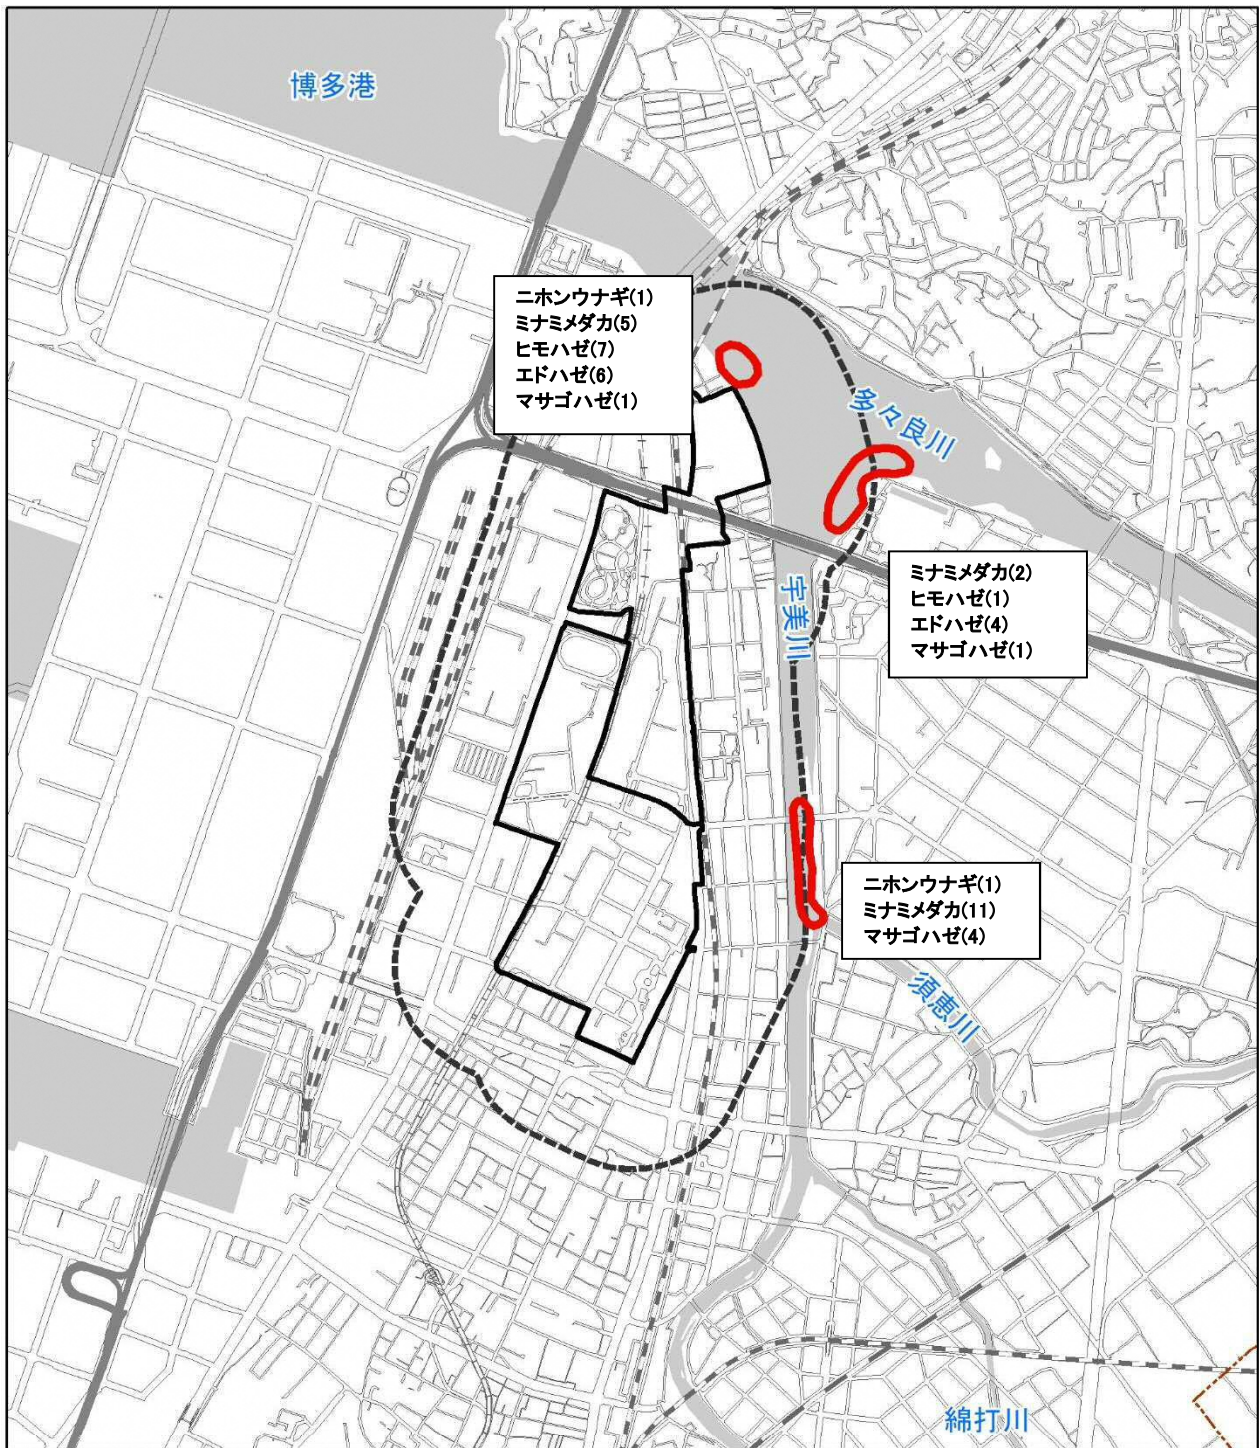 博多港
ニホンウナギ(1)
ミナミメダカ(5)
ヒモハゼ(7)
エドハゼ(6)
マサゴハゼ(1)
多々良川
ミナミメダカ(2)
ヒモハゼ(1)
エドハゼ(4)
マサゴハゼ(1)
宇美川
ニホンウナギ(1)
ミナミメダカ(11)
マサゴハゼ(4)
須恵川
綿打川